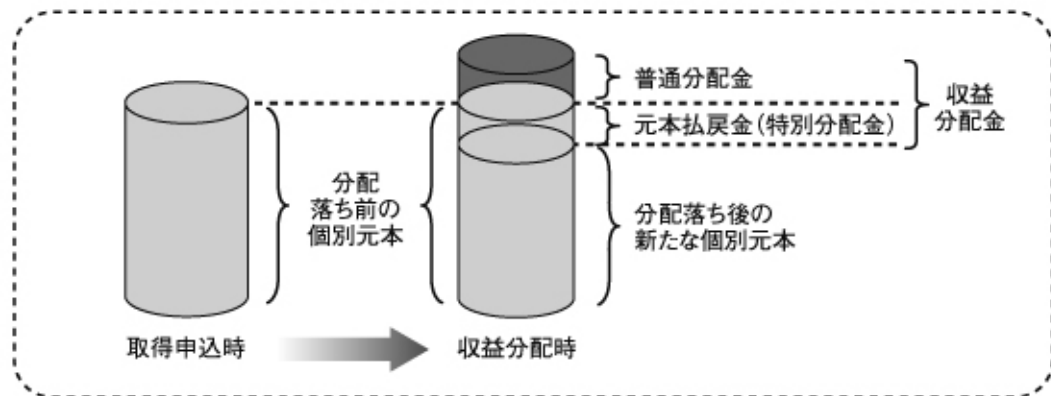 普通分配金
元本払戻金(特別分配金)
収益
分配金
分配
落ち前の
個別元本
分配落ち後の
新たな個別元本
取得申込時
収益分配時